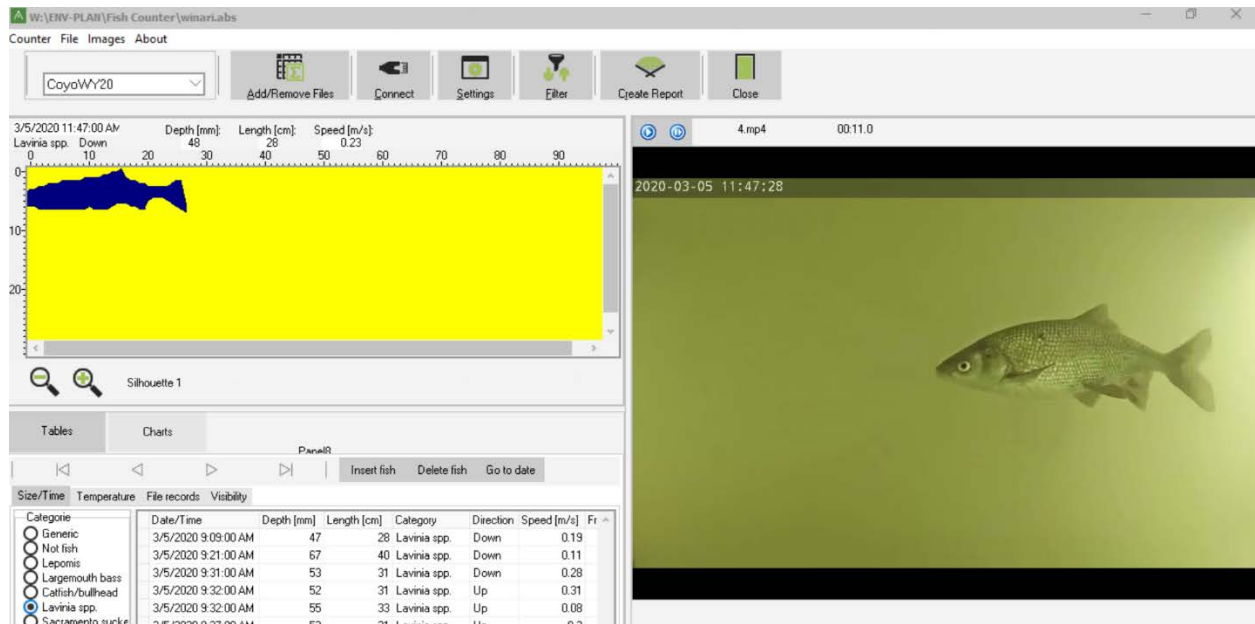 W:\ENV-PLAN\Fish Counter\winari.abs
Counter File Images About
CoyoWY20
Add/Remove Files Connect Settings Filter Create Report Close
3/5/2020 11:47:00 AM Depth [mm]: Length [cm]: Speed [m/s]:
Lavinia spp. Down 48 28 0.23
0 10 20 30 40 50 60 70 80 90
0
10
20
Silhouette 1
4.mp4 00:11.0
2020-03-05 11:47:28
Tables Charts
Panel8
Insert fish Delete fish Go to date
Size/Time Temperature File records Visibility
Categorie
Generic
Not fish
Lepomis
Largemouth bass
Catfish/bullhead
Lavinia spp.
Sacramento sucke
Date/Time Depth [mm] Length [cm] Category Direction Speed [m/s] Fr
3/5/2020 9:09:00 AM 47 28 Lavinia spp. Down 0.19
3/5/2020 9:21:00 AM 67 40 Lavinia spp. Down 0.11
3/5/2020 9:31:00 AM 53 31 Lavinia spp. Down 0.28
3/5/2020 9:32:00 AM 52 31 Lavinia spp. Up 0.31
3/5/2020 9:32:00 AM 55 33 Lavinia spp. Up 0.08